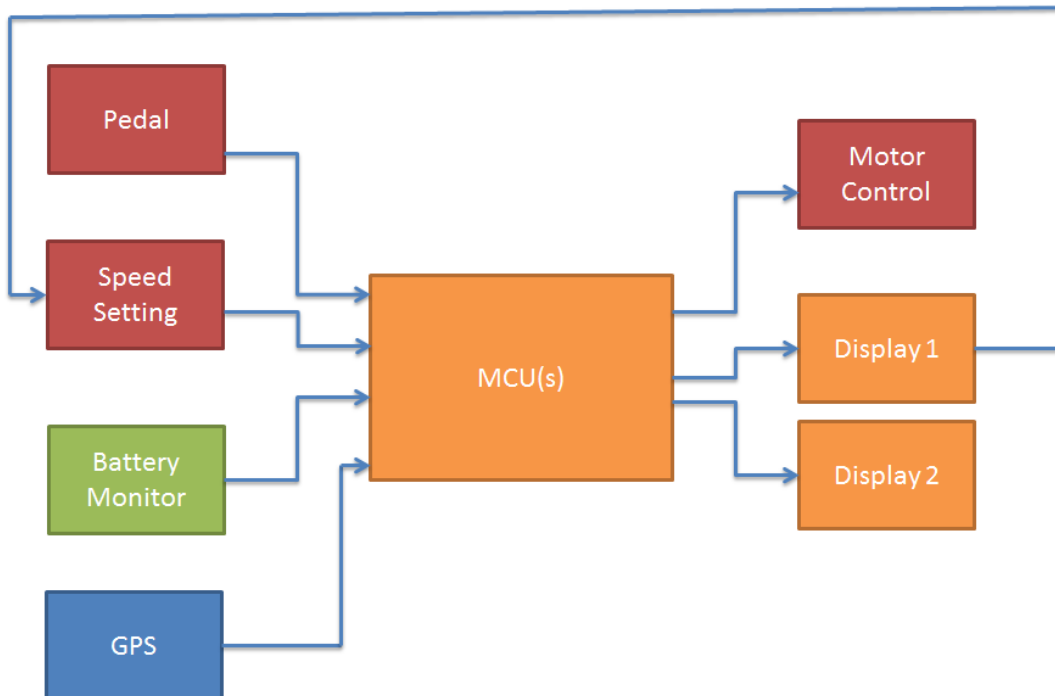 Pedal
Motor
Control
Speed
Setting
MCU(s)
Display 1
Battery
Monitor
Display 2
GPS